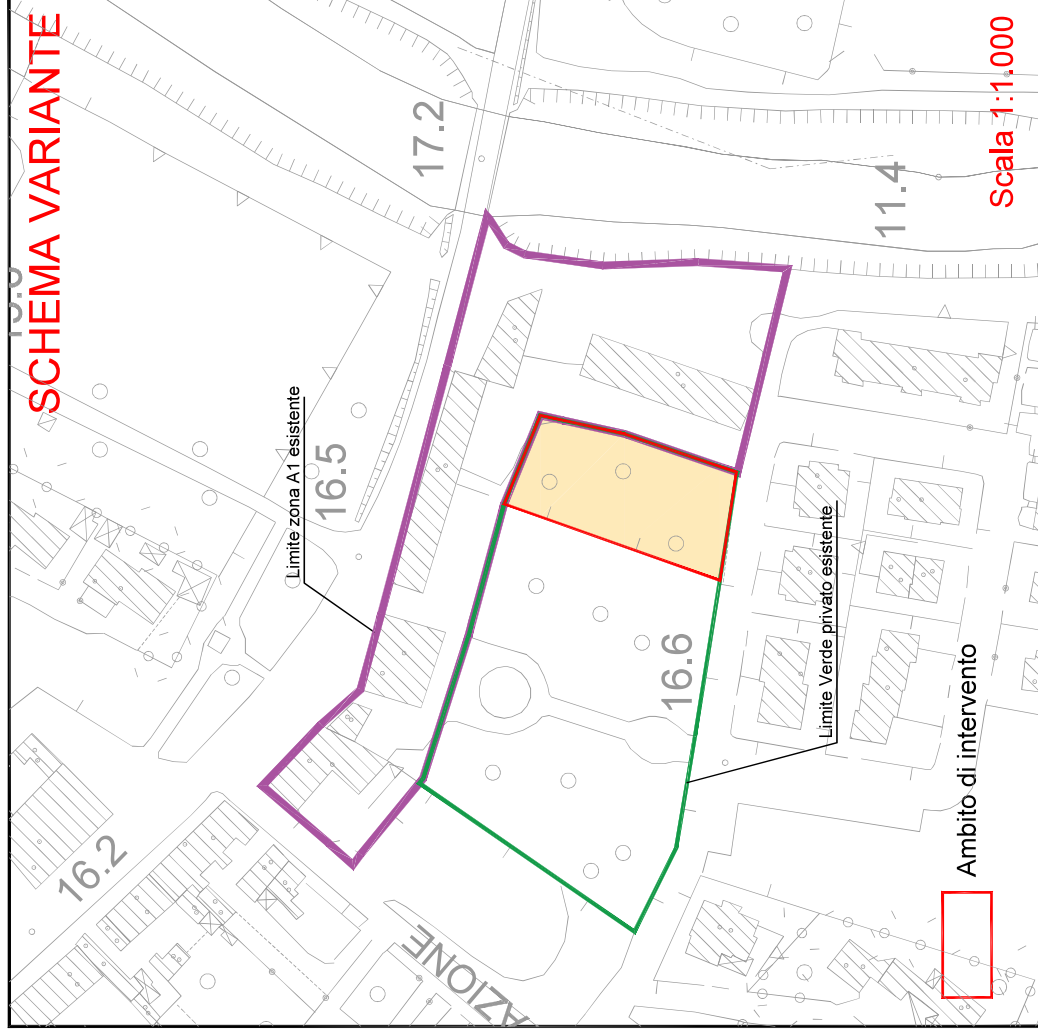 SCHEMA VARIANTE
17.2
Scala 1:1.000
11.4
Limite zona A1 esistente
16.5
16.6
Limite Verde privato esistente
16.2
AZIONE
Ambito di intervento